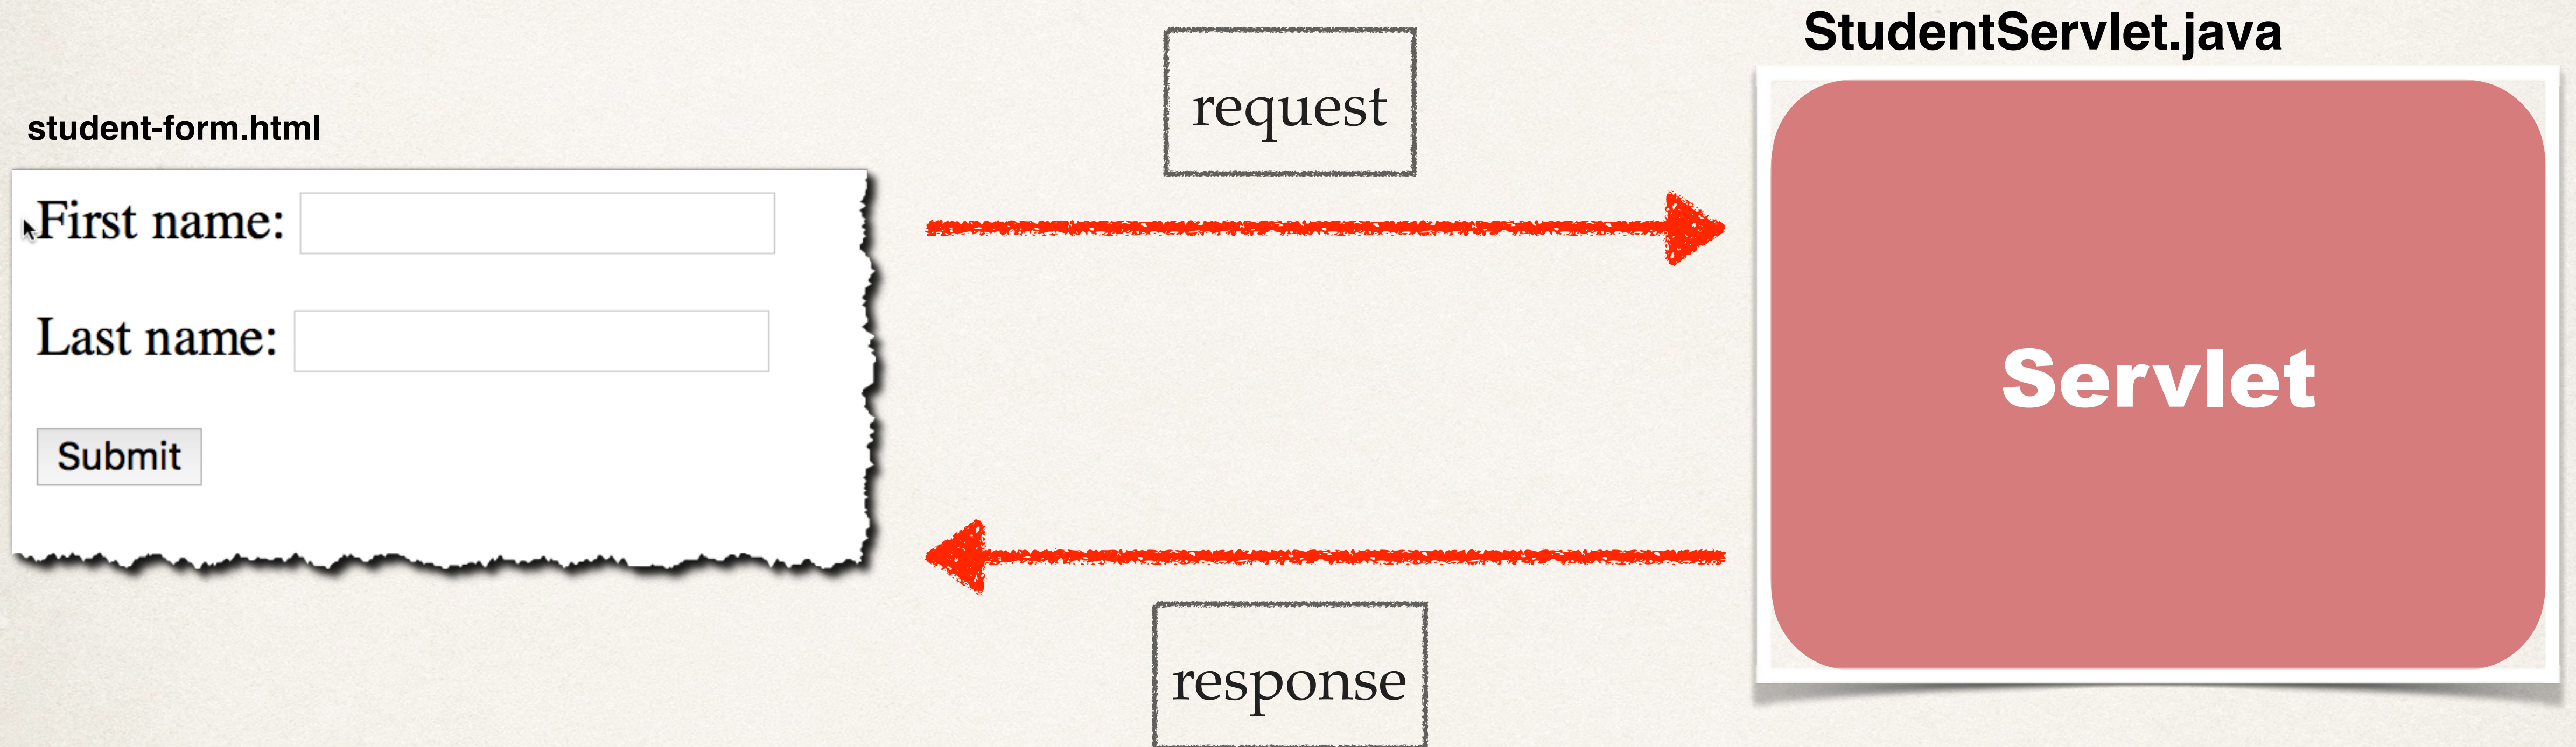 student-form.html
First name:
Last name:
Submit
request
response
StudentServlet.java
Servlet